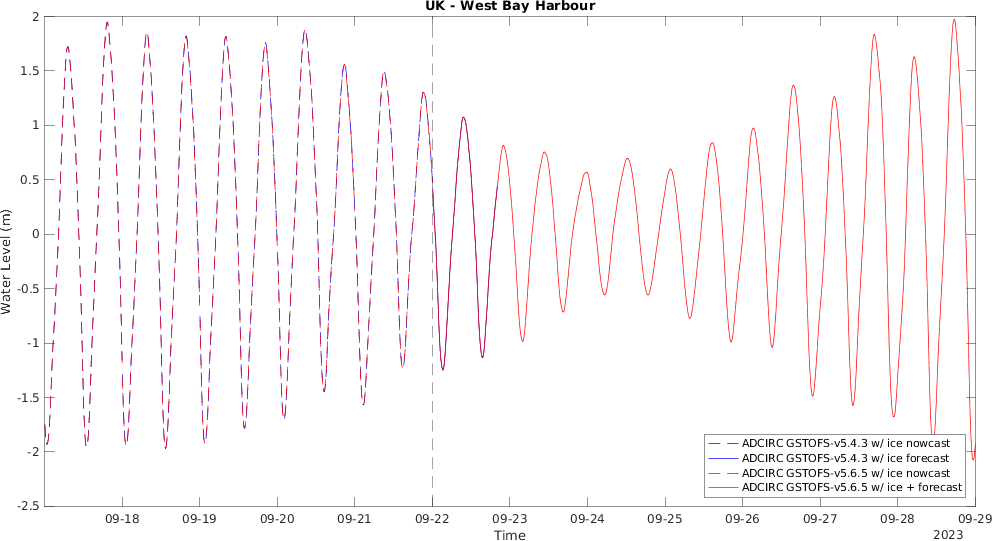 UK - West Bay Harbour
2
1.5
1
0.5
0
-0.5
-1
-1.5
-2
-2.5
Water Level (m)
ADCIRC GSTOFS-v5.4.3 w/ ice nowcast
ADCIRC GSTOFS-v5.4.3 w/ ice forecast
ADCIRC GSTOFS-v5.6.5 w/ ice nowcast
ADCIRC GSTOFS-v5.6.5 w/ ice + forecast
09-18 09-19 09-20 09-21 09-22 09-23 09-24 09-25 09-26 09-27 09-28 09-29
Time
2023